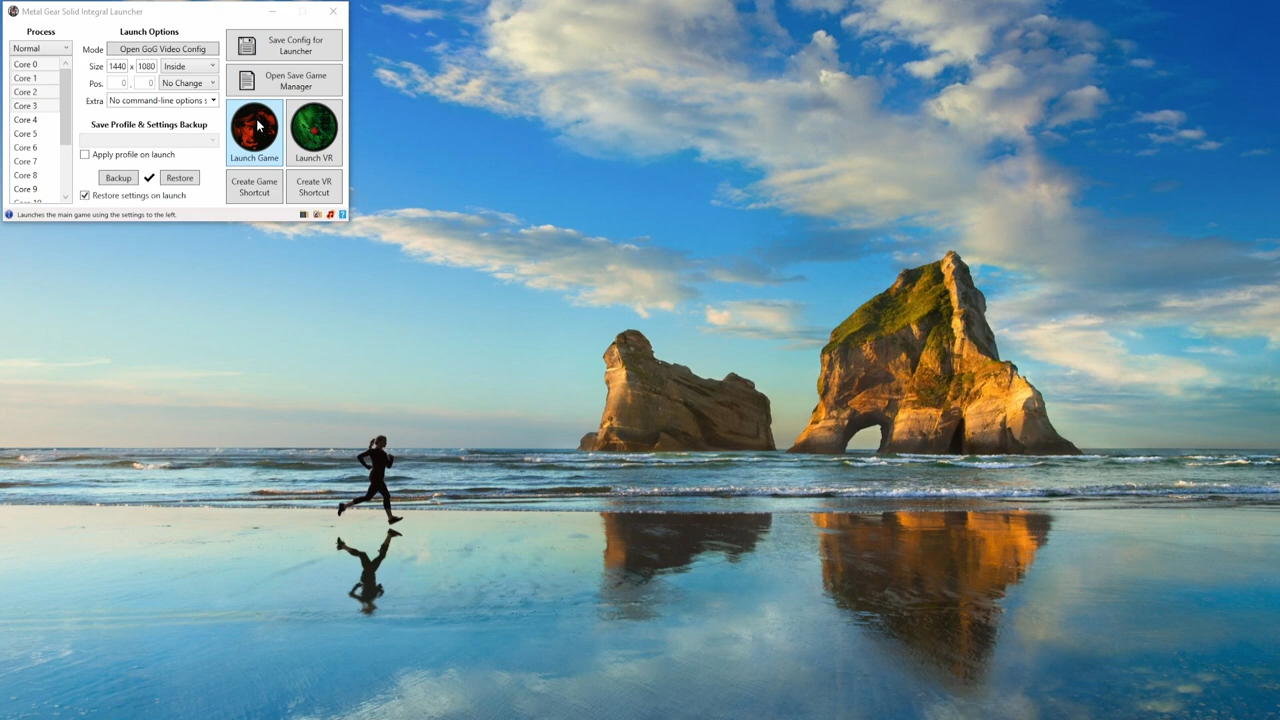 Metal Gear Solid Integral Launcher
Process
Normal
Core 0
Core 1
Core 2
Core 3
Core 4
Core 5
Core 6
Core 7
Core 8
Core 9
Launch Options
Mode Open GoG Video Config
Size 1440 x 1080 Inside
Pos. 0 , 0 No Change
Extra No command-line options s
Save Profile & Settings Backup
Apply profile on launch
Backup Restore
Restore settings on launch
Save Config for
Launcher
Open Save Game
Manager
Launch Game
Launch VR
Create Game
Shortcut
Create VR
Shortcut
Launches the main game using the settings to the left.